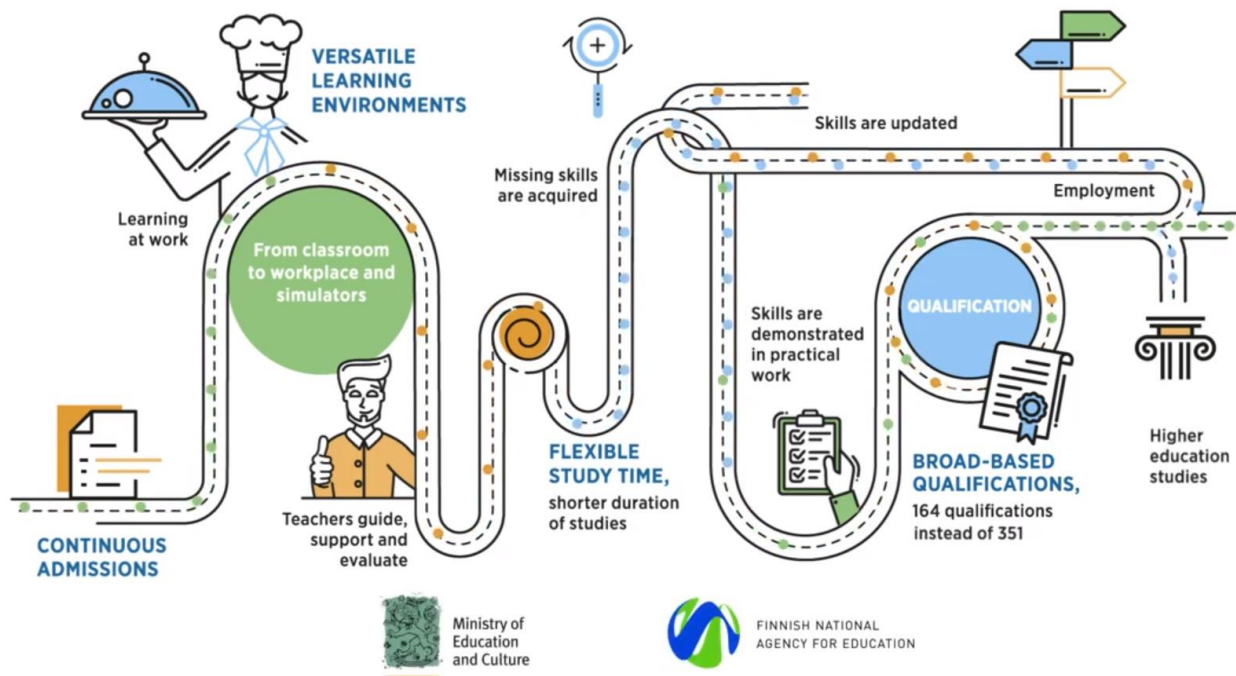 VERSATILE
LEARNING
ENVIRONMENTS
Learning
at work
From classroom
to workplace and
simulators
CONTINUOUS
ADMISSIONS
Teachers guide,
support and
evaluate
Missing skills
are acquired
FLEXIBLE
STUDY TIME,
shorter duration
of studies
Skills are updated
Employment
Skills are
demonstrated
in practical
work
QUALIFICATION
BROAD-BASED
QUALIFICATIONS,
164 qualifications
instead of 351
Higher
education
studies
Ministry of
Education
and Culture
FINNISH NATIONAL
AGENCY FOR EDUCATION